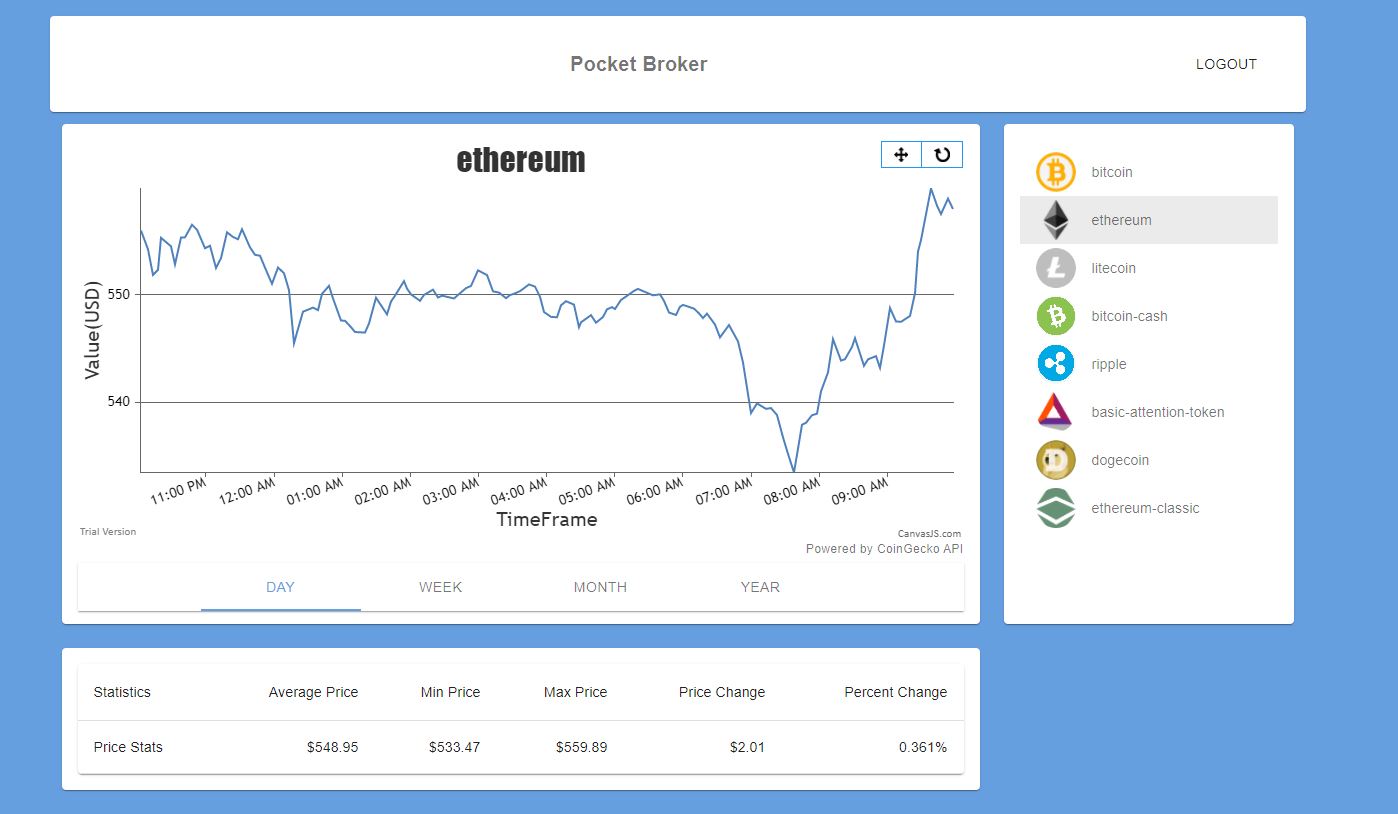 Pocket Broker
LOGOUT
ethereum
Value(USD)
550
540
11:00 PM 12:00 AM 01:00 AM 02:00 AM 03:00 AM 04:00 AM 05:00 AM 06:00 AM 07:00 AM 08:00 AM 09:00 AM
TimeFrame
Trial Version
CanvasJS.com
Powered by CoinGecko API
DAY WEEK MONTH YEAR
bitcoin
ethereum
litecoin
bitcoin-cash
ripple
basic-attention-token
dogecoin
ethereum-classic
Statistics Average Price Min Price Max Price Price Change Percent Change
Price Stats $548.95 $533.47 $559.89 $2.01 0.361%